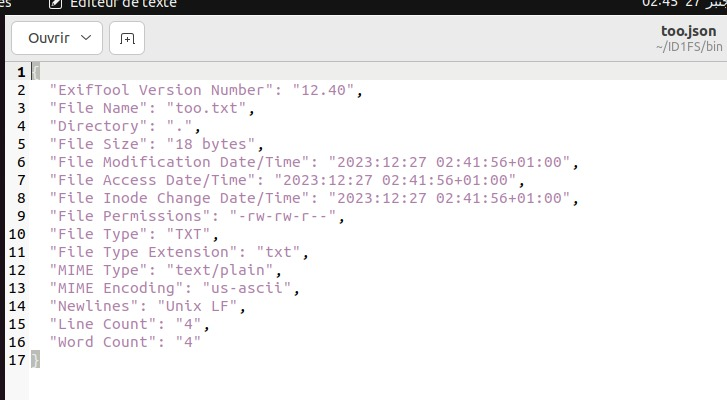 es Editeur de texte 02:45 27
Ouvrir
too.json
~/ID1FS/bin
1 {
2 "ExifTool Version Number": "12.40",
3 "File Name": "too.txt",
4 "Directory": ".",
5 "File Size": "18 bytes",
6 "File Modification Date/Time": "2023:12:27 02:41:56+01:00",
7 "File Access Date/Time": "2023:12:27 02:41:56+01:00",
8 "File Inode Change Date/Time": "2023:12:27 02:41:56+01:00",
9 "File Permissions": "-rw-rw-r--",
10 "File Type": "TXT",
11 "File Type Extension": "txt",
12 "MIME Type": "text/plain",
13 "MIME Encoding": "us-ascii",
14 "Newlines": "Unix LF",
15 "Line Count": "4",
16 "Word Count": "4"
17 }